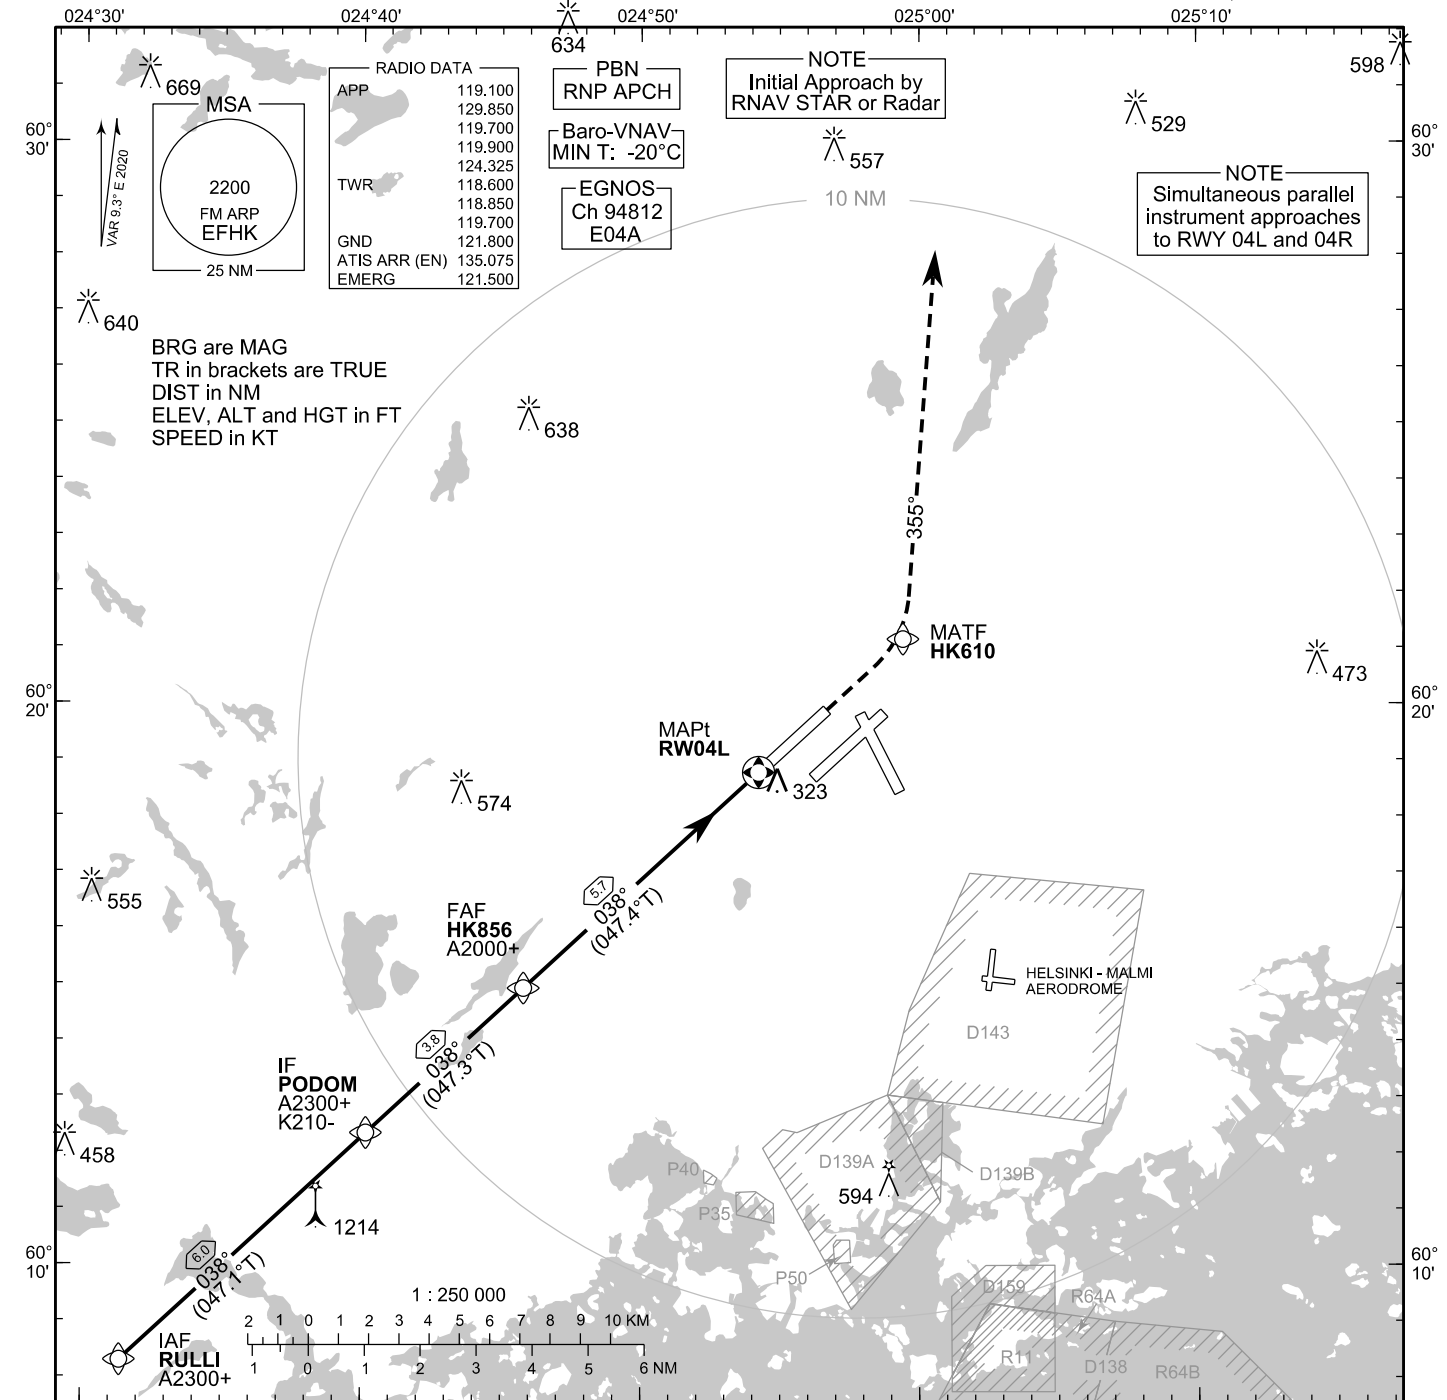 024°30'
024°40'
024°50'
025°00'
025°10'
634
669
598
529
557
640
638
MSA
2200
FM ARP
EFHK
25 NM
VAR 9.3° E 2020
RADIO DATA
APP 119.100
129.850
119.700
119.900
124.325
TWR 118.600
118.850
119.700
GND 121.800
ATIS ARR (EN) 135.075
EMERG 121.500
PBN
RNP APCH
Baro-VNAV
MIN T: -20°C
EGNOS
Ch 94812
E04A
NOTE
Initial Approach by
RNAV STAR or Radar
NOTE
Simultaneous parallel
instrument approaches
to RWY 04L and 04R
60°
30'
60°
30'
10 NM
BRG are MAG
TR in brackets are TRUE
DIST in NM
ELEV, ALT and HGT in FT
SPEED in KT
355°
MATF
HK610
473
60°
20'
60°
20'
MAPt
RW04L
323
574
555
5.7
038°
(047.4°T)
FAF
HK856
A2000+
HELSINKI - MALMI
AERODROME
D143
3.8
038°
(047.3°T)
IF
PODOM
A2300+
K210-
458
1214
P40
P35
P50
D139A
D139B
594
60°
10'
60°
10'
6.0
038°
(047.1°T)
D159
R64A
R11
D138
R64B
1 : 250 000
2 1 0 1 2 3 4 5 6 7 8 9 10 KM
1 0 1 2 3 4 5 6 NM
IAF
RULLI
A2300+